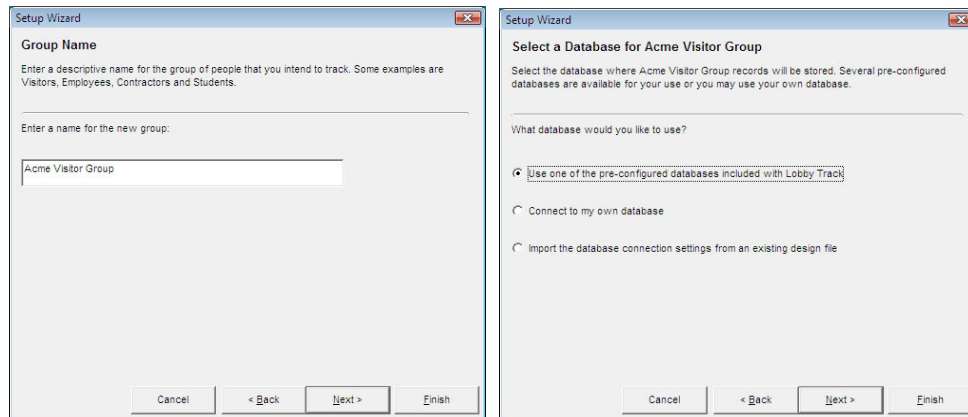 Setup Wizard
Group Name
Enter a descriptive name for the group of people that you intend to track. Some examples are
Visitors, Employees, Contractors and Students.
Enter a name for the new group:
Acme Visitor Group
Cancel
< Back
Next >
Finish
Setup Wizard
Select a Database for Acme Visitor Group
Select the database where Acme Visitor Group records will be stored. Several pre-configured
databases are available for your use or you may use your own database.
What database would you like to use?
Use one of the pre-configured databases included with Lobby Track
Connect to my own database
Import the database connection settings from an existing design file
Cancel
< Back
Next >
Finish